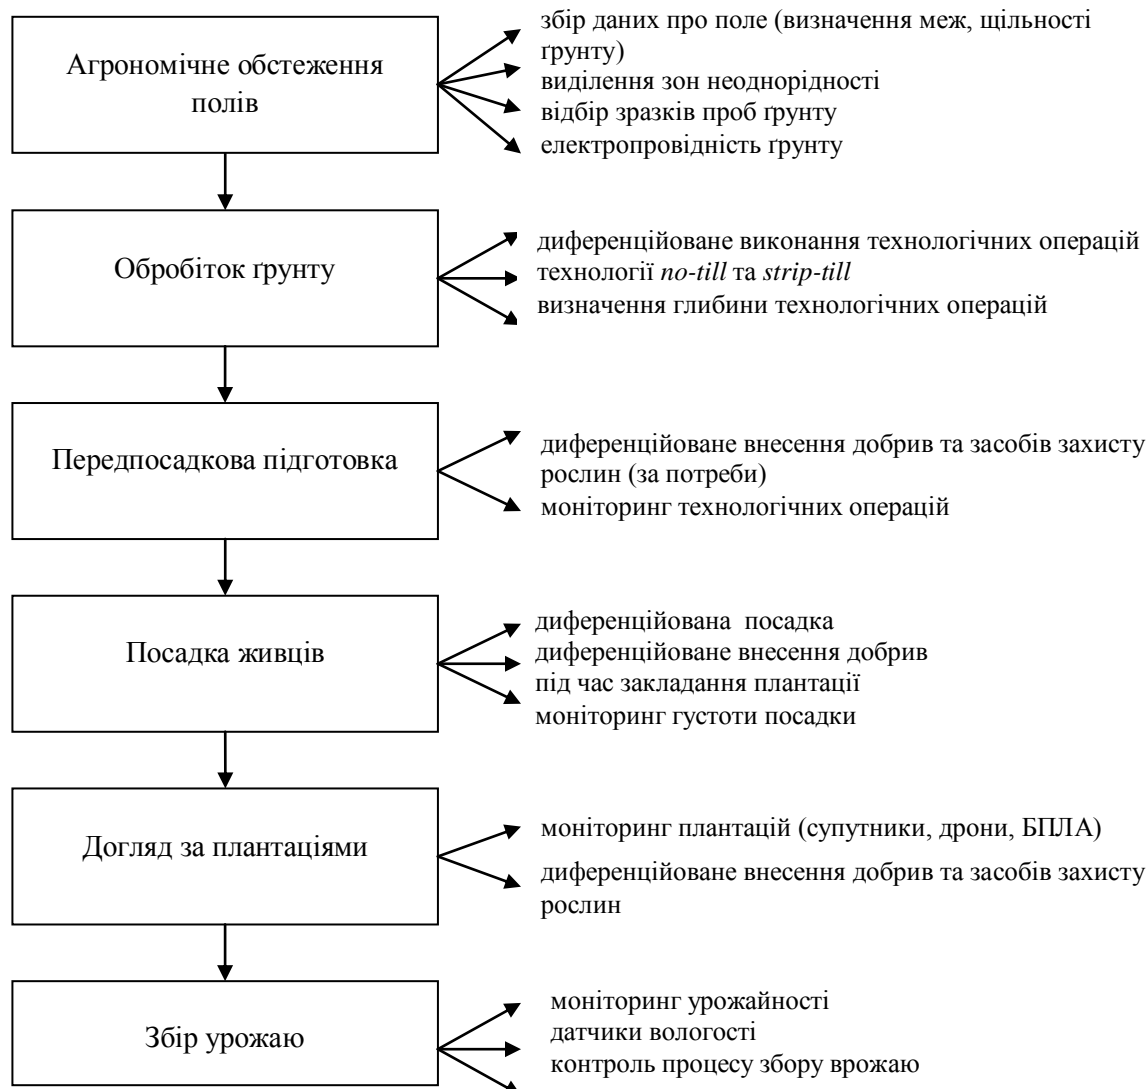 Агрономічне обстеження
полів
збір даних про поле (визначення меж, щільності
ґрунту)
виділення зон неоднорідності
відбір зразків проб ґрунту
електропровідність ґрунту
Обробіток ґрунту
диференційоване виконання технологічних операцій
технології no-till та strip-till
визначення глибини технологічних операцій
Передпосадкова підготовка
диференційоване внесення добрив та засобів захисту
рослин (за потреби)
моніторинг технологічних операцій
Посадка живців
диференційована посадка
диференційоване внесення добрив
під час закладання плантації
моніторинг густоти посадки
Догляд за плантаціями
моніторинг плантацій (супутники, дрони, БПЛА)
диференційоване внесення добрив та засобів захисту
рослин
Збір урожаю
моніторинг урожайності
датчики вологості
контроль процесу збору врожаю